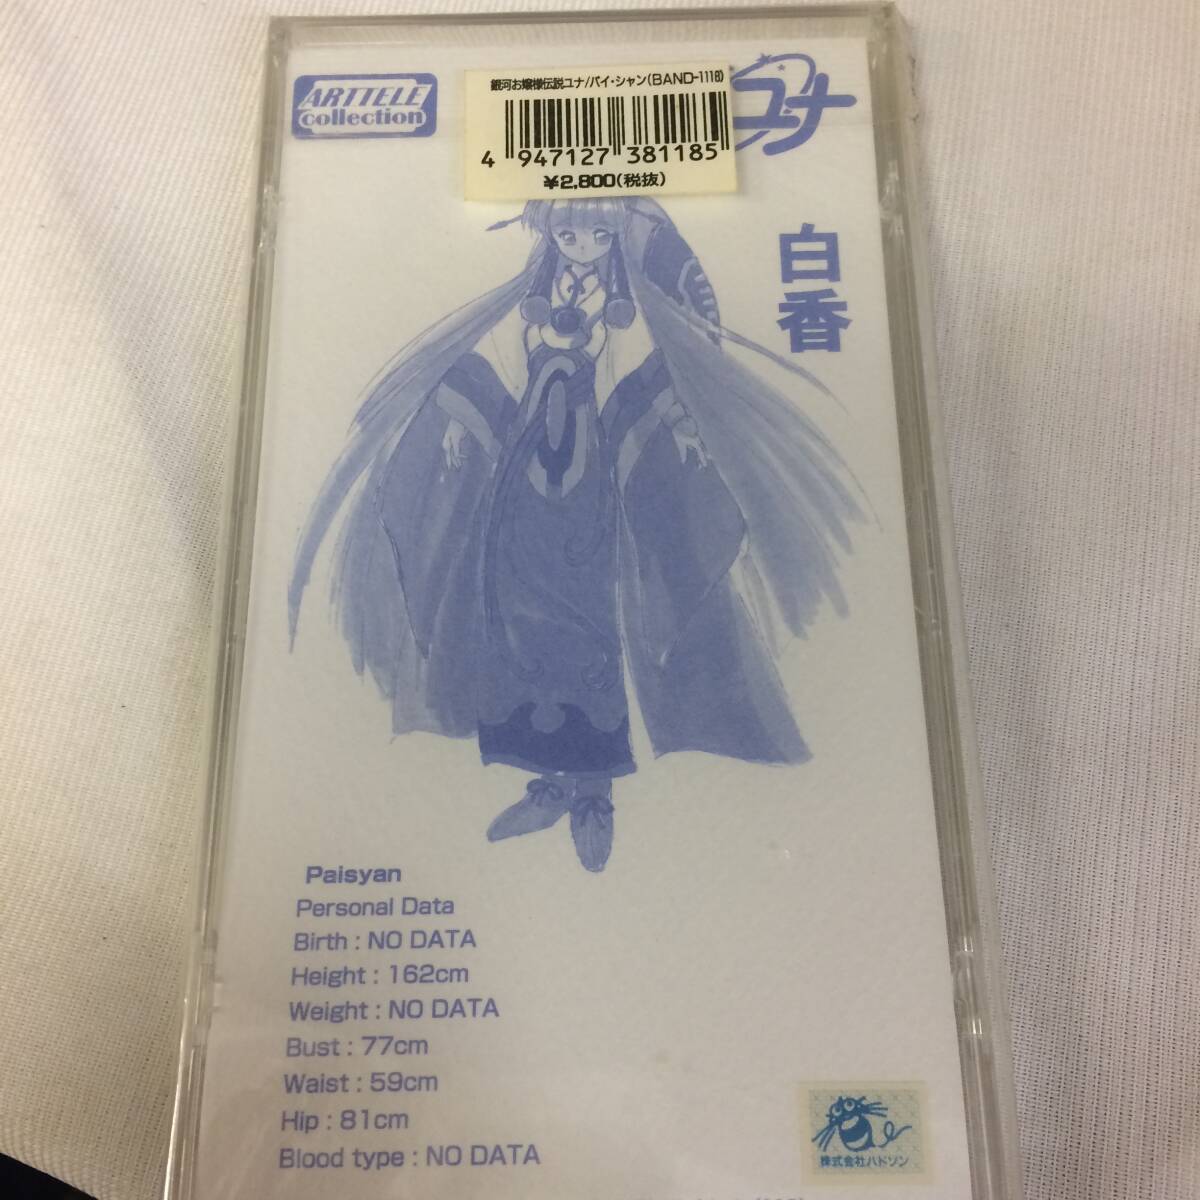 ARTTELE
collection
銀河お嬢様伝説ユナ/パイ・シャン(BAND-1118)
4 947127 381185
¥2,800(税抜)
ユナ
白香
Paisyan
Personal Data
Birth : NO DATA
Height : 162cm
Weight : NO DATA
Bust : 77cm
Waist : 59cm
Hip : 81cm
Blood type : NO DATA
株式会社ハドソン